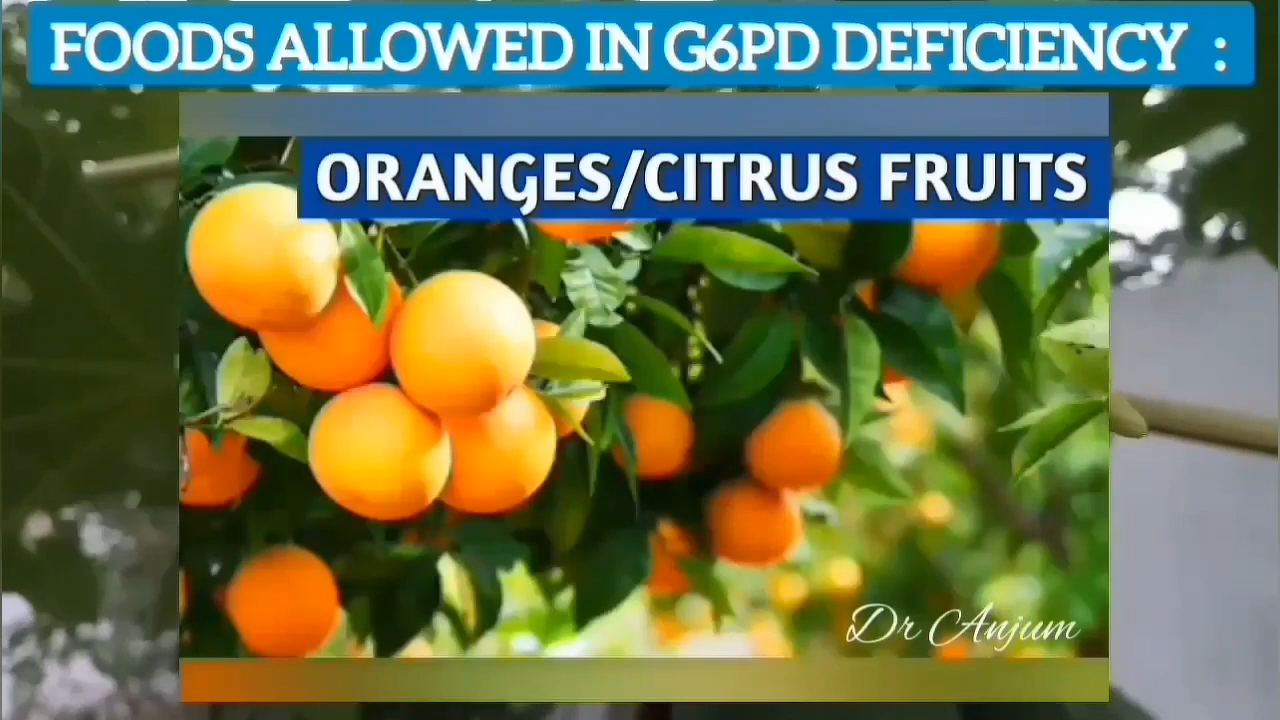 FOODS ALLOWED IN G6PD DEFICIENCY :
ORANGES/CITRUS FRUITS
Dr Anjum